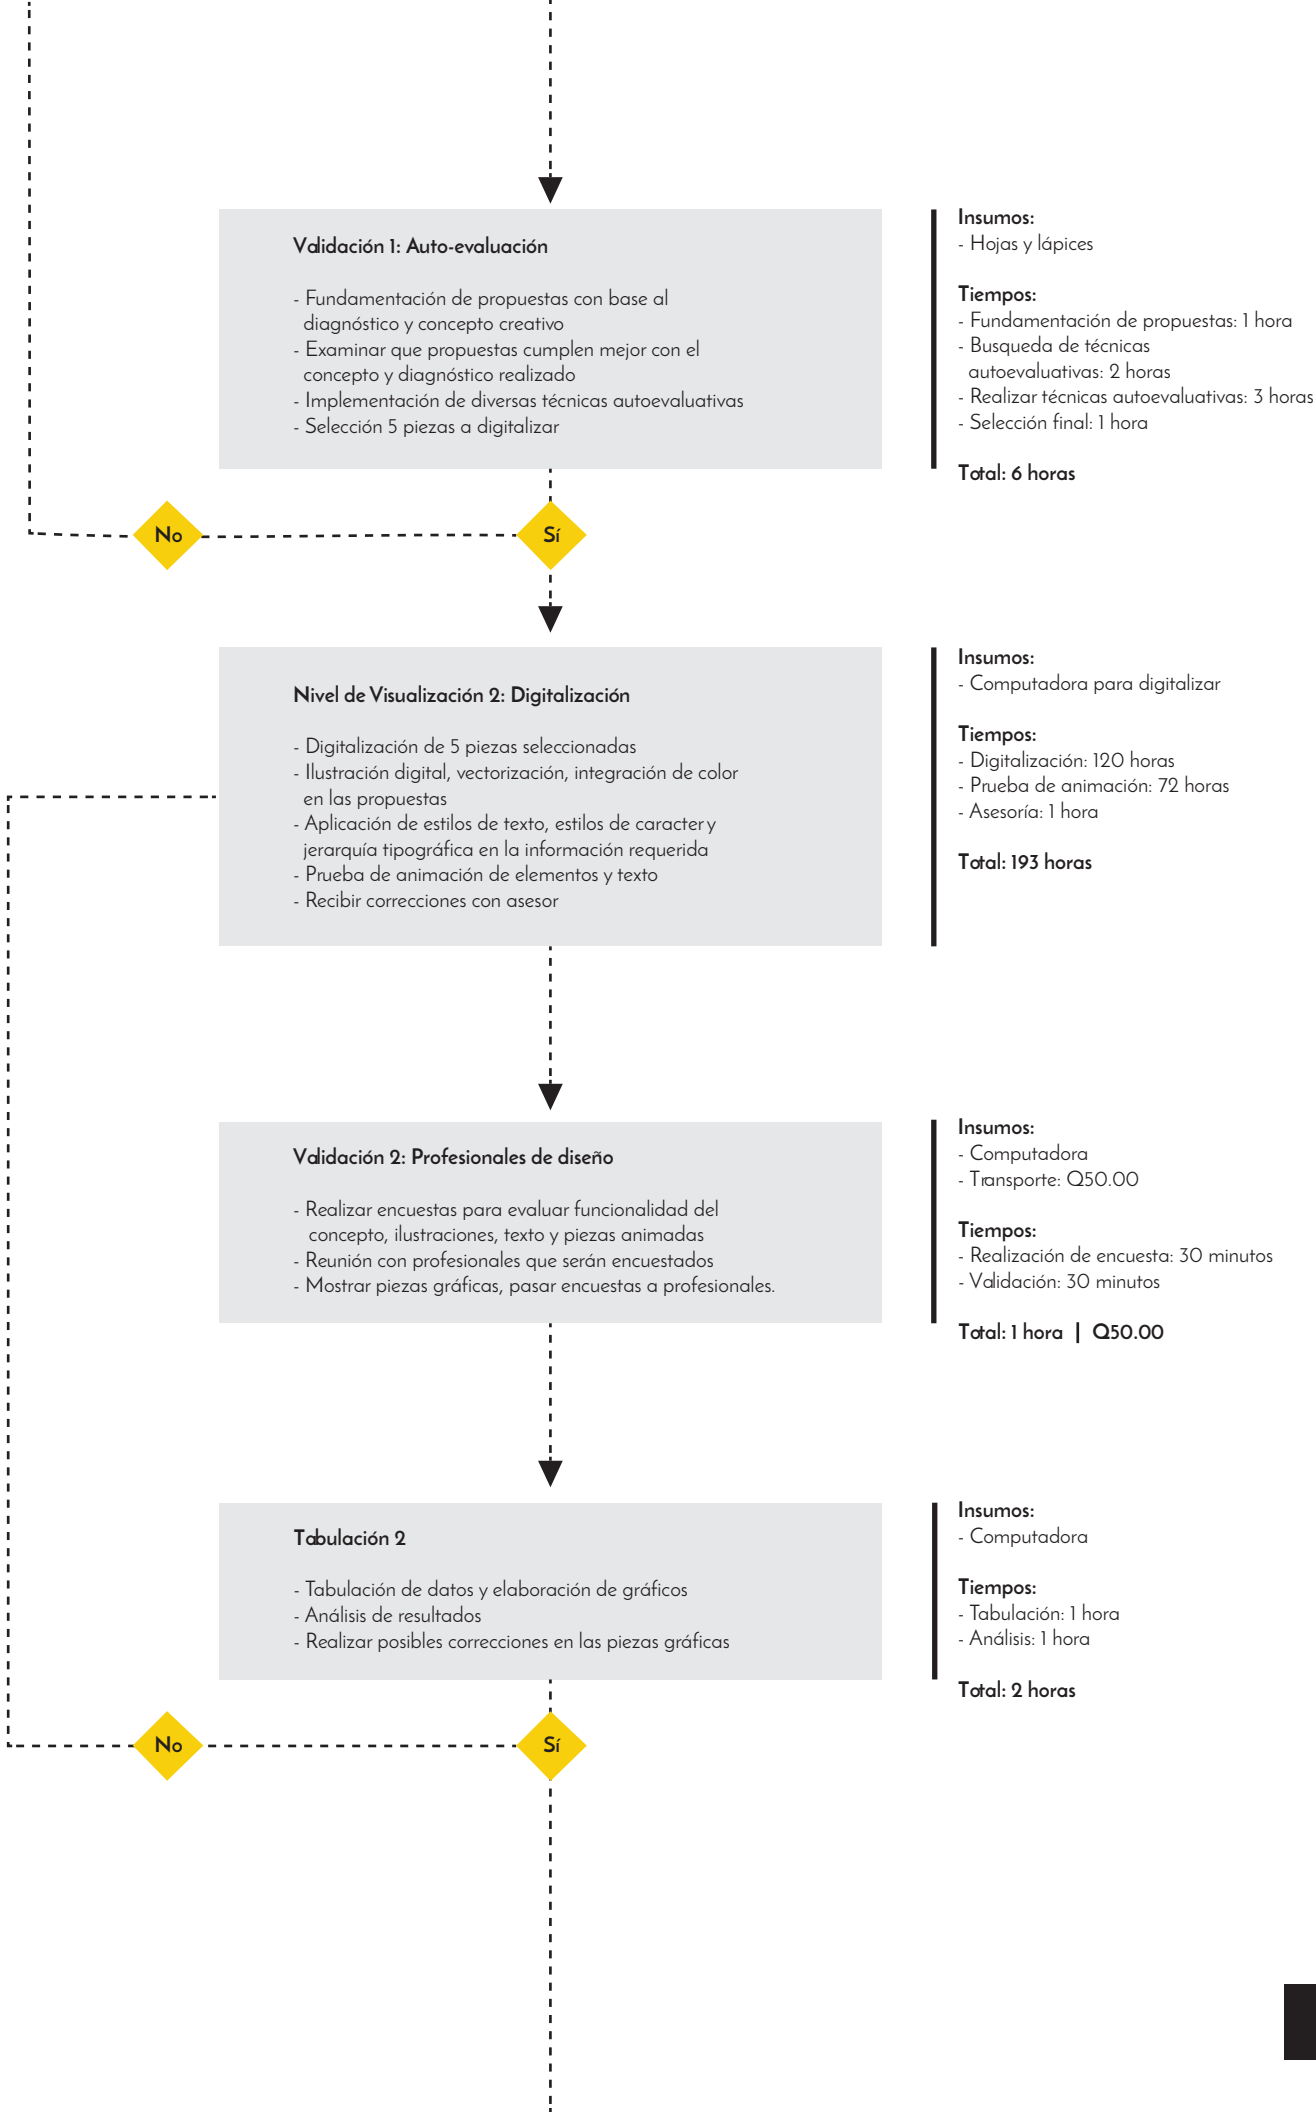 Validación 1: Auto-evaluación
- Fundamentación de propuestas con base al
diagnóstico y concepto creativo
- Examinar que propuestas cumplen mejor con el
concepto y diagnóstico realizado
- Implementación de diversas técnicas autoevaluativas
- Selección 5 piezas a digitalizar
Insumos:
- Hojas y lápices
Tiempos:
- Fundamentación de propuestas: 1 hora
- Busqueda de técnicas
autoevaluativas: 2 horas
- Realizar técnicas autoevaluativas: 3 horas
- Selección final: 1 hora
Total: 6 horas
No
Sí
Nivel de Visualización 2: Digitalización
- Digitalización de 5 piezas seleccionadas
- Ilustración digital, vectorización, integración de color
en las propuestas
- Aplicación de estilos de texto, estilos de caracter y
jerarquía tipográfica en la información requerida
- Prueba de animación de elementos y texto
- Recibir correcciones con asesor
Insumos:
- Computadora para digitalizar
Tiempos:
- Digitalización: 120 horas
- Prueba de animación: 72 horas
- Asesoría: 1 hora
Total: 193 horas
Validación 2: Profesionales de diseño
- Realizar encuestas para evaluar funcionalidad del
concepto, ilustraciones, texto y piezas animadas
- Reunión con profesionales que serán encuestados
- Mostrar piezas gráficas, pasar encuestas a profesionales.
Insumos:
- Computadora
- Transporte: Q50.00
Tiempos:
- Realización de encuesta: 30 minutos
- Validación: 30 minutos
Total: 1 hora | Q50.00
Tabulación 2
- Tabulación de datos y elaboración de gráficos
- Análisis de resultados
- Realizar posibles correcciones en las piezas gráficas
Insumos:
- Computadora
Tiempos:
- Tabulación: 1 hora
- Análisis: 1 hora
Total: 2 horas
No
Sí